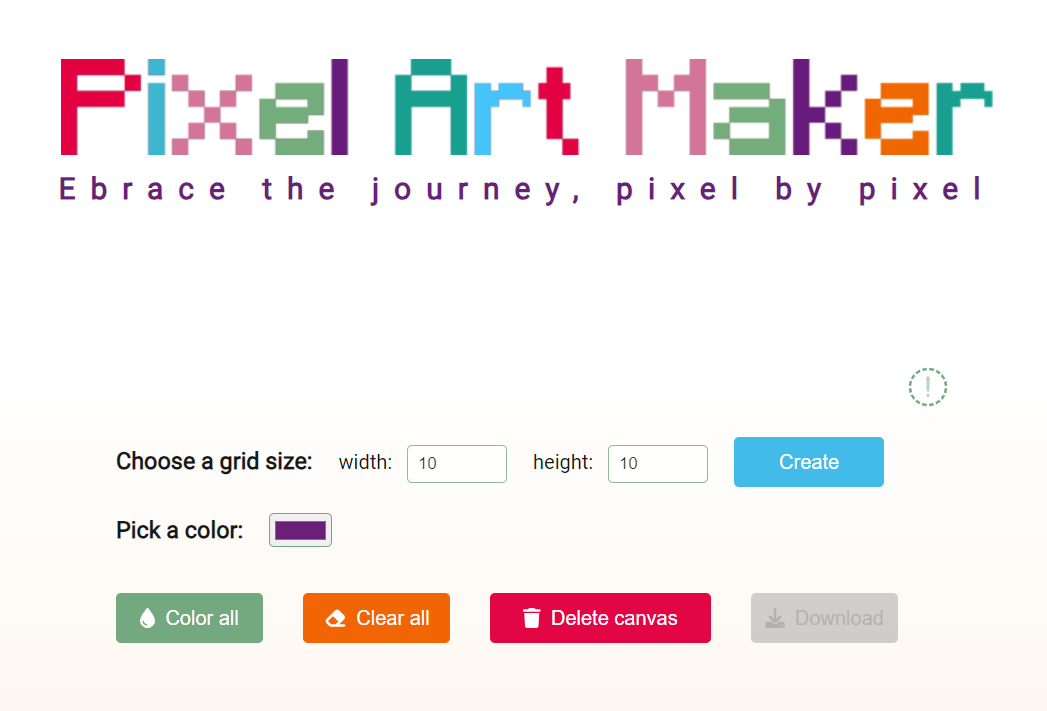 Pixel Art Maker
Ebrace the journey, pixel by pixel
!
Choose a grid size: width: 10 height: 10 Create
Pick a color:
Color all Clear all Delete canvas Download